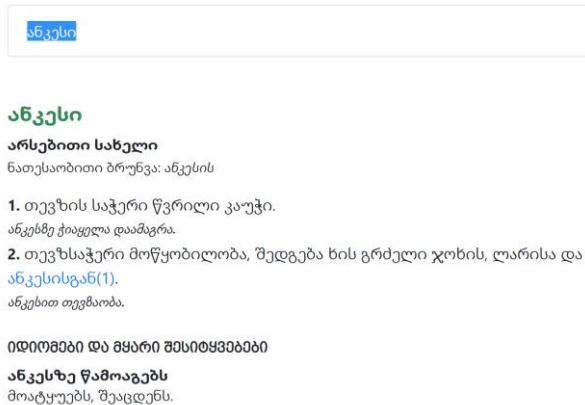 ანკესი
ანკესი
არსებითი სახელი
ნათესაობითი ბრუნვა: ანკესის
1. თევზის საჭერი წვრილი კაუჭი.
ანკესზე ჭიაყელა დაამაგრა.
2. თევზსაჭერი მოწყობილობა, შედგება ხის გრძელი ჯოხის, ლარისა და
ანკესისგან(1).
ანკესით თევზაობა.
იდიომები და მყარი შესიტყვებები
ანკესზე წამოაგებს
მოატყუებს, შეაცდენს.